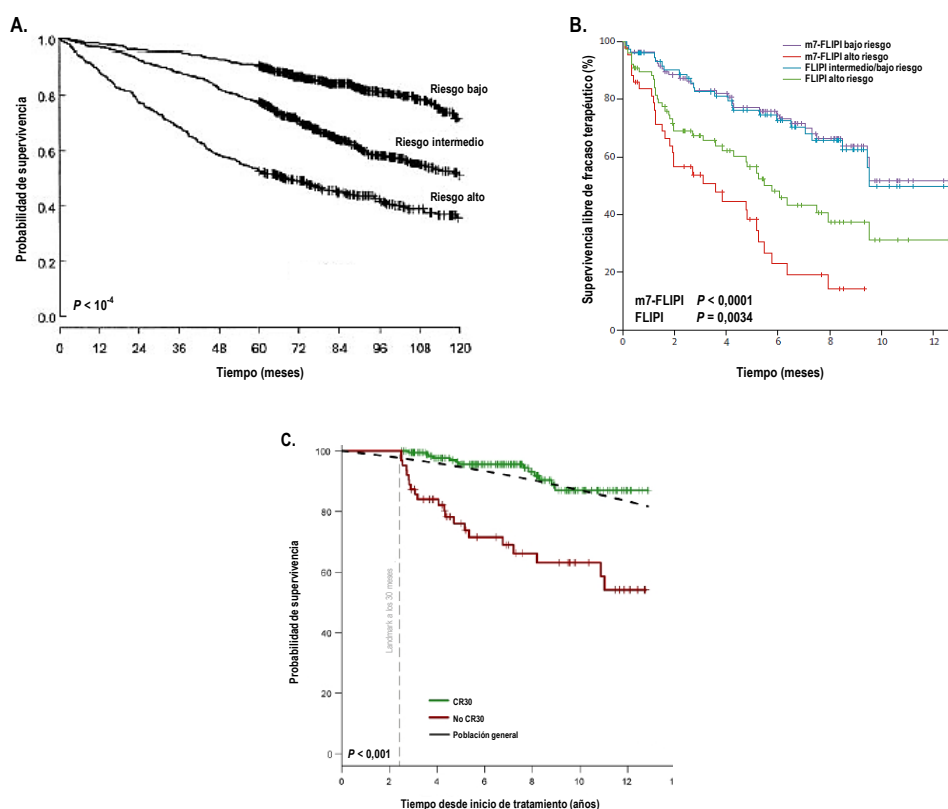 A.
Probabilidad de supervivencia
1.0
0.8
0.6
0.4
0.2
0.0
Riesgo bajo
Riesgo intermedio
Riesgo alto
P < 10-4
0 12 24 36 48 60 72 84 96 108 120
Tiempo (meses)
B.
Supervivencia libre de fracaso terapéutico (%)
100
80
60
40
20
0
m7-FLIPI bajo riesgo
m7-FLIPI alto riesgo
FLIPI intermedio/bajo riesgo
FLIPI alto riesgo
m7-FLIPI P < 0,0001
FLIPI P = 0,0034
0 2 4 6 8 10 12
Tiempo (meses)
C.
Probabilidad de supervivencia
100
80
60
40
20
0
Landmark a los 30 meses
CR30
No CR30
Población general
P < 0,001
0 2 4 6 8 10 12 1
Tiempo desde inicio de tratamiento (años)